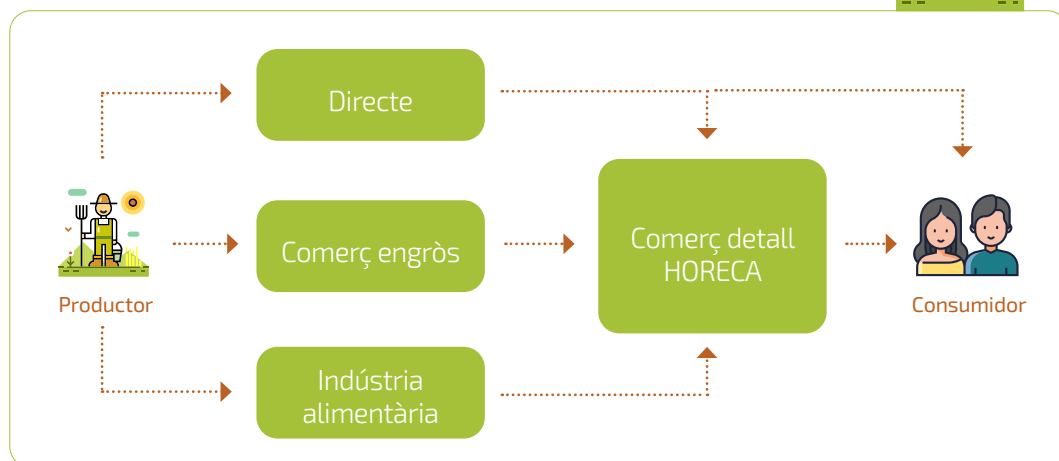 Directe
Productor
Comerç engròs
Indústria
alimentària
Comerç detall
HORECA
Consumidor